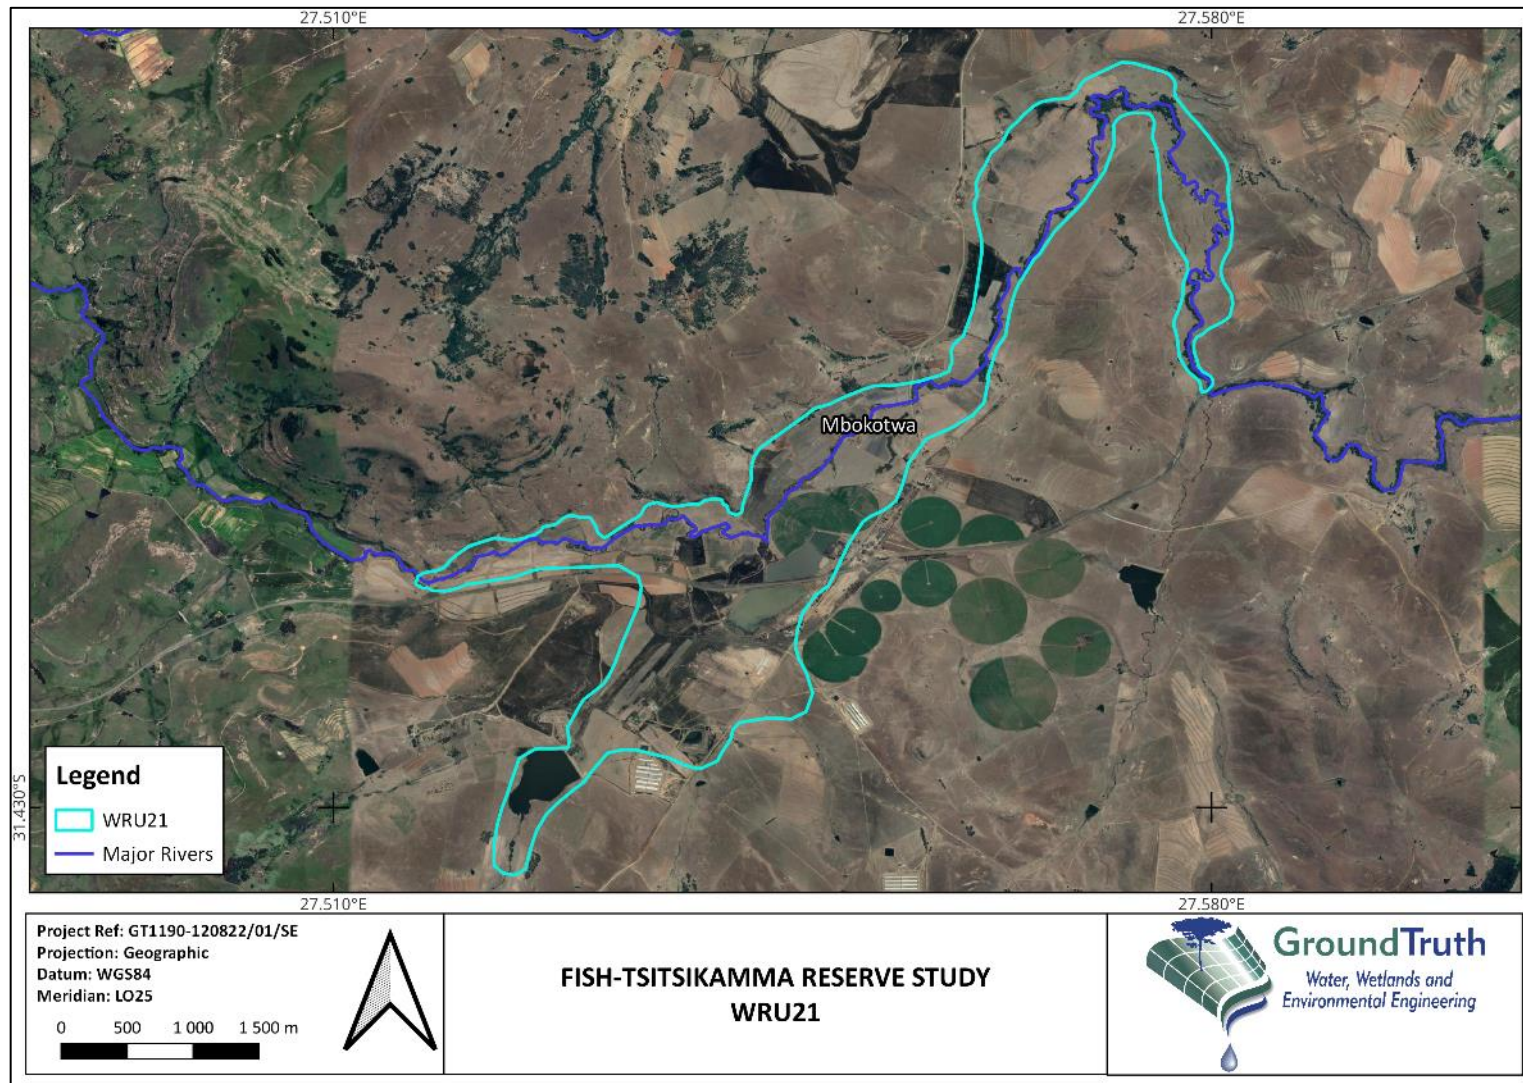 27.510°E
27.580°E
Mbokotwa
31.430°S
Legend
WRU21
Major Rivers
27.510°E
27.580°E
Project Ref: GT1190-120822/01/SE
Projection: Geographic
Datum: WGS84
Meridian: LO25
0 500 1 000 1 500 m
FISH-TSITSIKAMMA RESERVE STUDY
WRU21
GroundTruth
Water, Wetlands and
Environmental Engineering